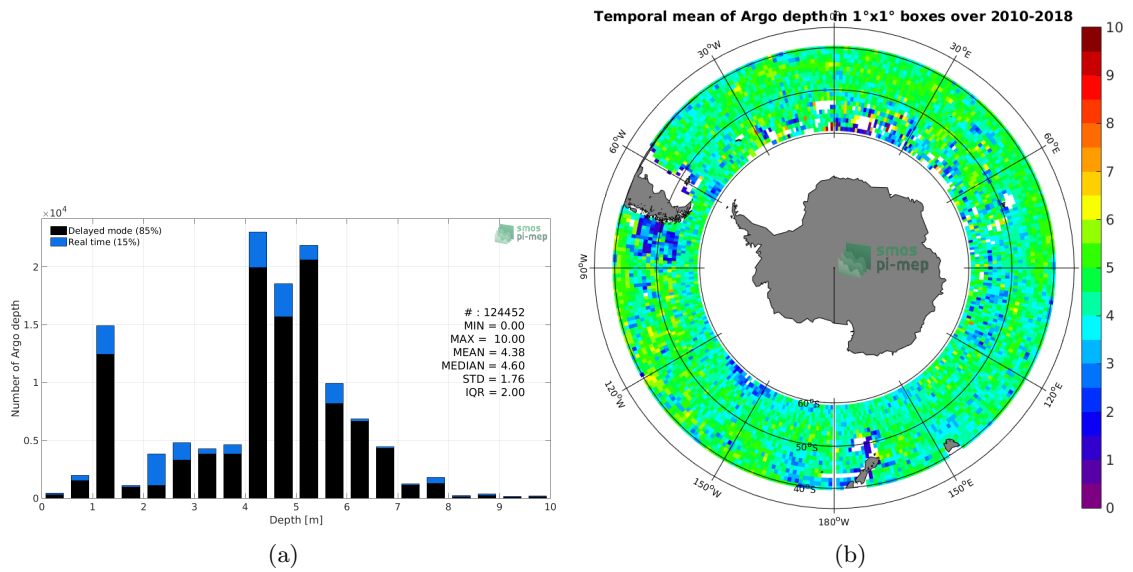 ×10⁴
Delayed mode (85%)
Real time (15%)
smos
pi-mep
# : 124452
MIN = 0.00
MAX = 10.00
MEAN = 4.38
MEDIAN = 4.60
STD = 1.76
IQR = 2.00
Number of Argo depth
2
1.5
1
0.5
0
0 1 2 3 4 5 6 7 8 9 10
Depth [m]
(a)
Temporal mean of Argo depth in 1°x1° boxes over 2010-2018
0°
30°W
30°E
60°W
60°E
90°W
120°W
120°E
150°W
150°E
180°W
60°S
50°S
40°S
smos
pi-mep
10
9
8
7
6
5
4
3
2
1
0
(b)